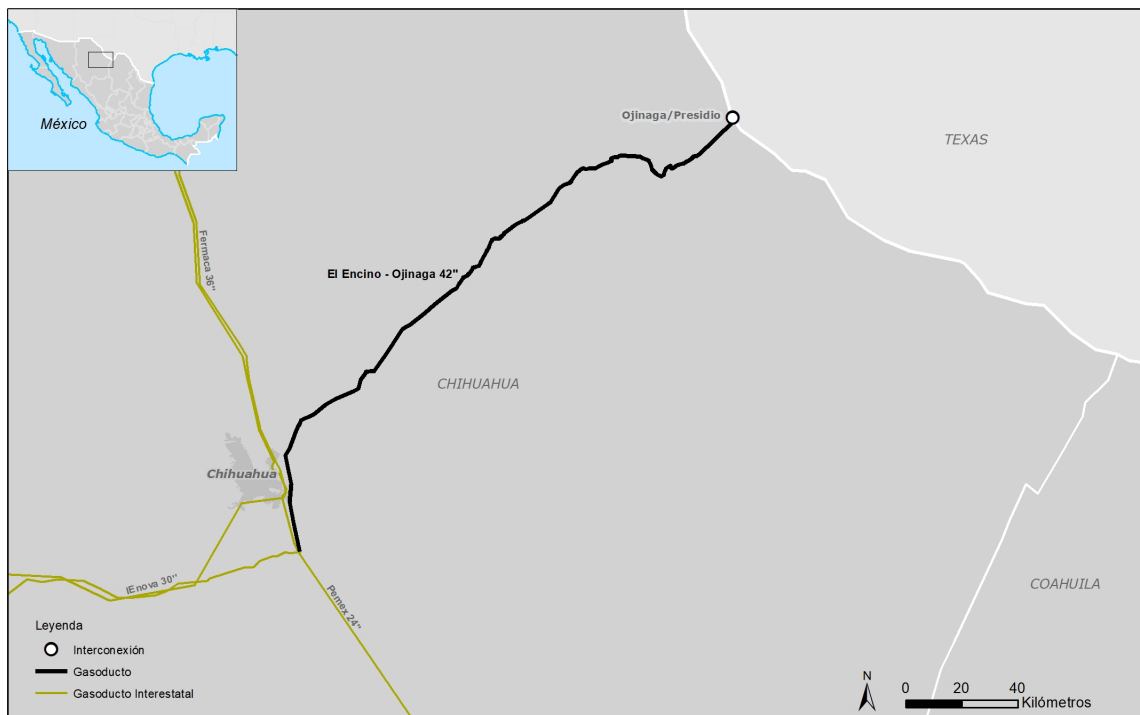 México
Ojinaga/Presidio
TEXAS
Fermaca 36"
El Encino - Ojinaga 42"
CHIHUAHUA
Chihuahua
IEnova 30"
Pemex 24"
COAHUILA
Leyenda
Interconexión
Gasoducto
Gasoducto Interestatal
N
0 20 40
Kilómetros